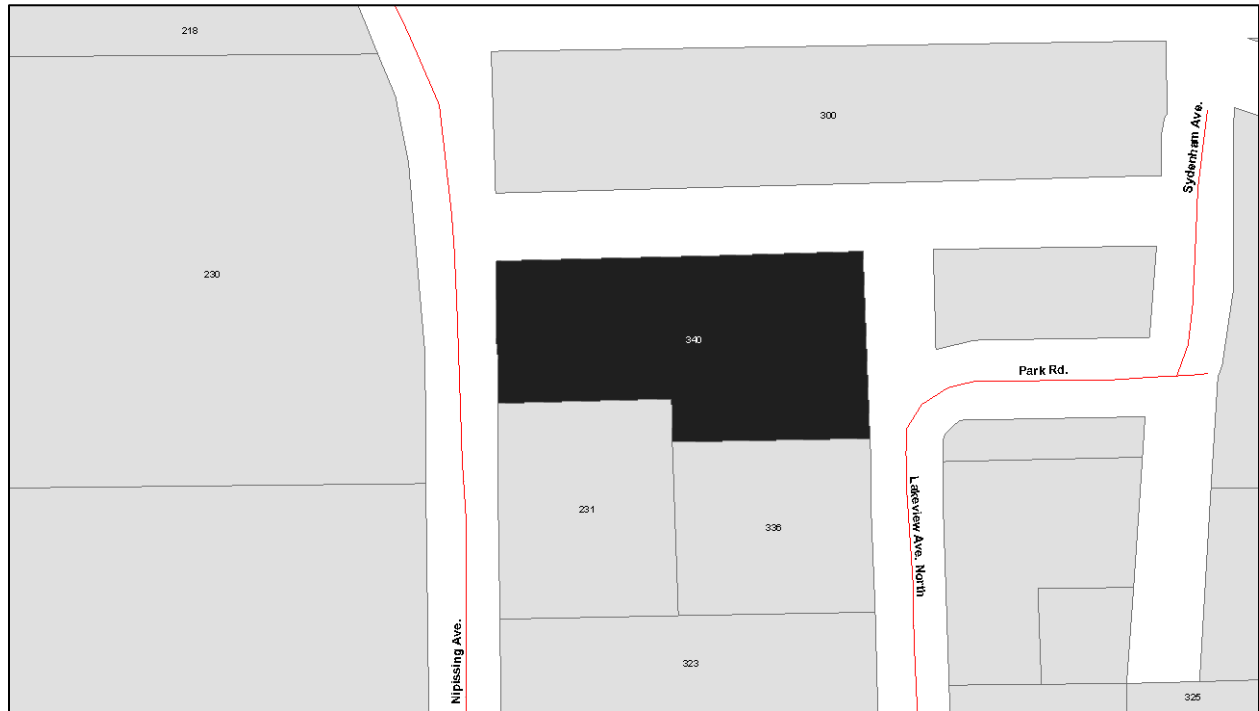 218
300
Sydenham Ave.
230
340
Park Rd.
231
336
Lakeview Ave. North
Nipissing Ave.
323
325